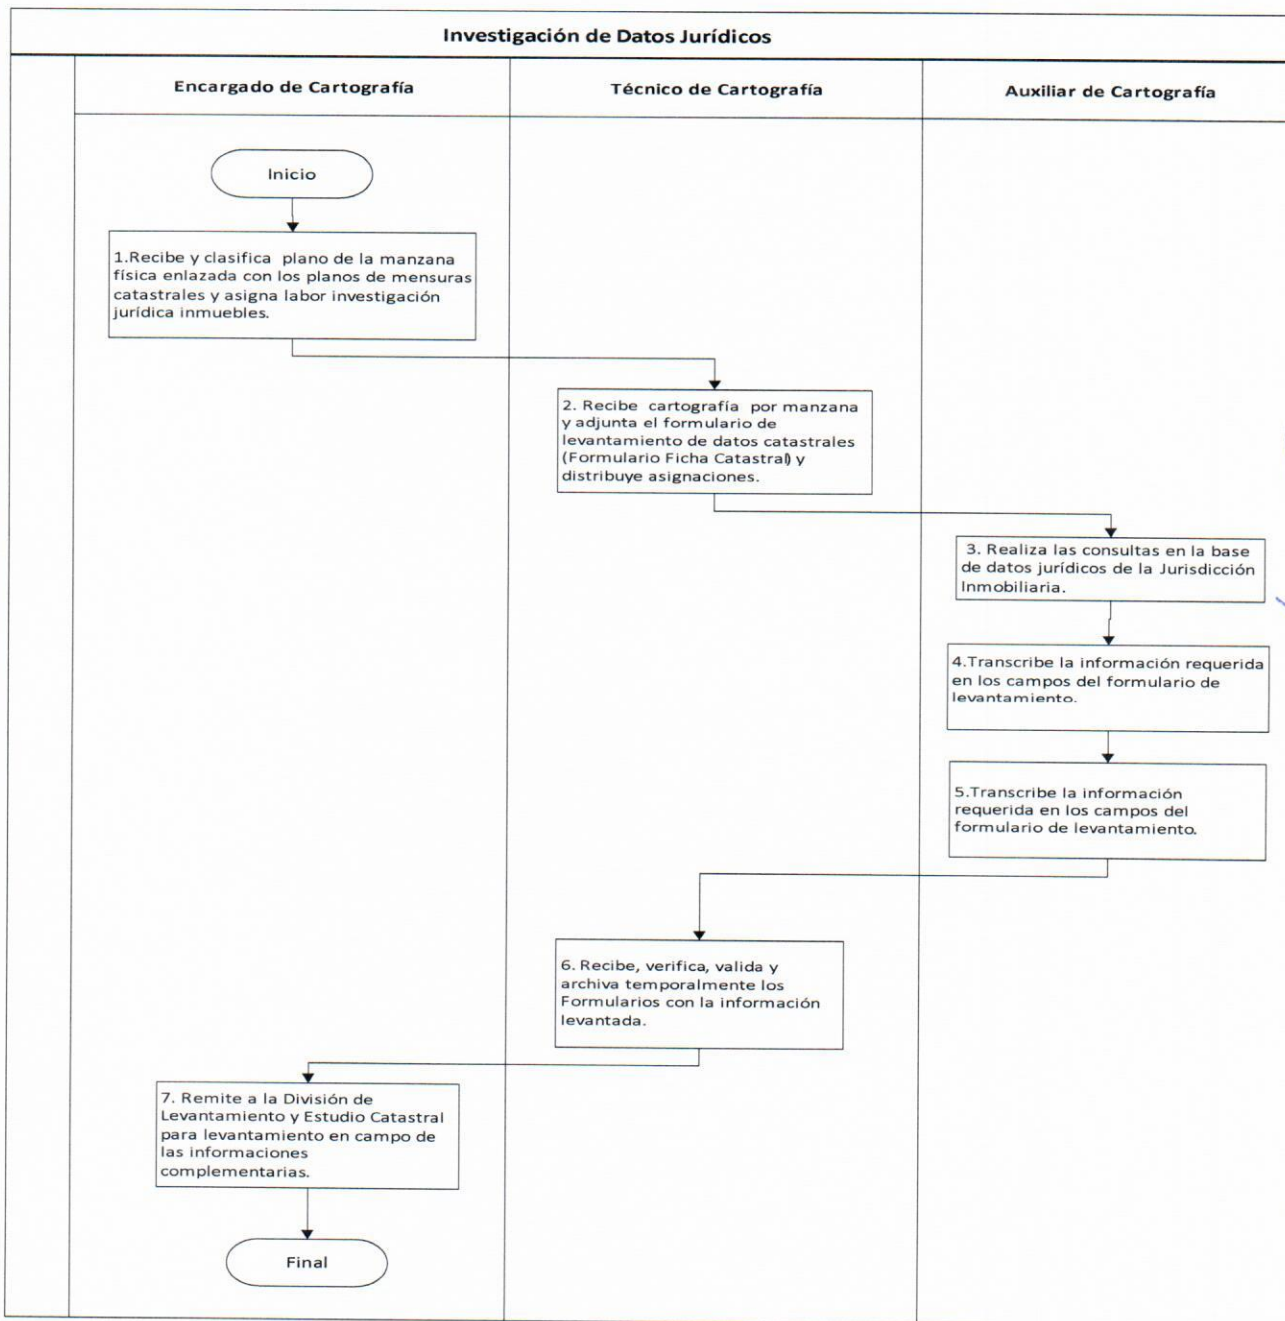 Investigación de Datos Jurídicos
Encargado de Cartografía
Técnico de Cartografía
Auxiliar de Cartografía
Inicio
1.Recibe y clasifica plano de la manzana
física enlazada con los planos de mensuras
catastrales y asigna labor investigación
jurídica inmuebles.
2. Recibe cartografía por manzana
y adjunta el formulario de
levantamiento de datos catastrales
(Formulario Ficha Catastral) y
distribuye asignaciones.
3. Realiza las consultas en la base
de datos jurídicos de la Jurisdicción
Inmobiliaria.
4.Transcribe la información requerida
en los campos del formulario de
levantamiento.
5.Transcribe la información
requerida en los campos del
formulario de levantamiento.
6. Recibe, verifica, valida y
archiva temporalmente los
Formularios con la información
levantada.
7. Remite a la División de
Levantamiento y Estudio Catastral
para levantamiento en campo de
las informaciones
complementarias.
Final